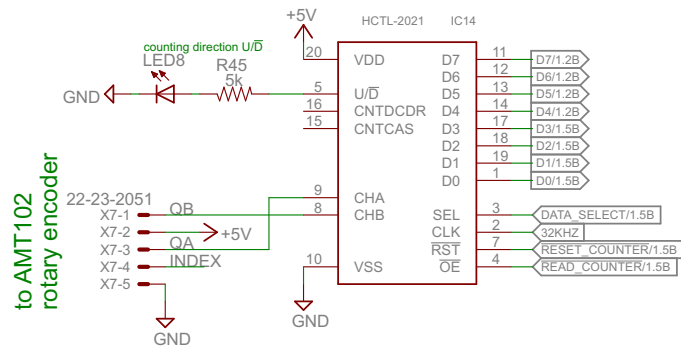 +5V
HCTL-2021 IC14
20 VDD D7 11 D7/1.2B
D6 12 D6/1.2B
counting direction U/D̅
LED8
R45
5k
GND
5 U/D̅ D5 13 D5/1.2B
16 CNTDCDR D4 14 D4/1.2B
15 CNTCAS D3 17 D3/1.5B
D2 18 D2/1.5B
D1 19 D1/1.5B
D0 1 D0/1.5B
to AMT102
rotary encoder
22-23-2051
9 CHA
X7-1 QB 8 CHB SEL 3 DATA_SELECT/1.5B
X7-2 +5V CLK 2 32KHZ
X7-3 QA R̅S̅T̅ 7 R̅E̅S̅E̅T̅_̅C̅O̅U̅N̅T̅E̅R̅/1.5B
X7-4 INDEX 10 VSS O̅E̅ 4 R̅E̅A̅D̅_̅C̅O̅U̅N̅T̅E̅R̅/1.5B
X7-5
GND
GND